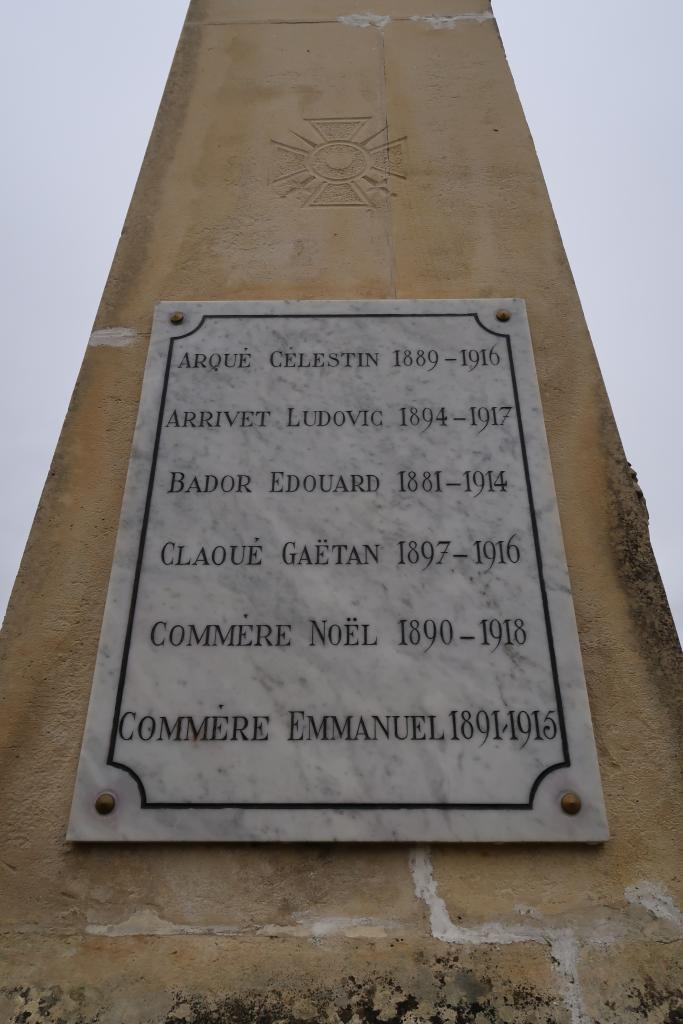 ARQUÉ CÉLESTIN 1889-1916
ARRIVET LUDOVIC 1894-1917
BADOR EDOUARD 1881-1914
CLAOUÉ GAËTAN 1897-1916
COMMÈRE NOËL 1890-1918
COMMÈRE EMMANUEL 1891-1915